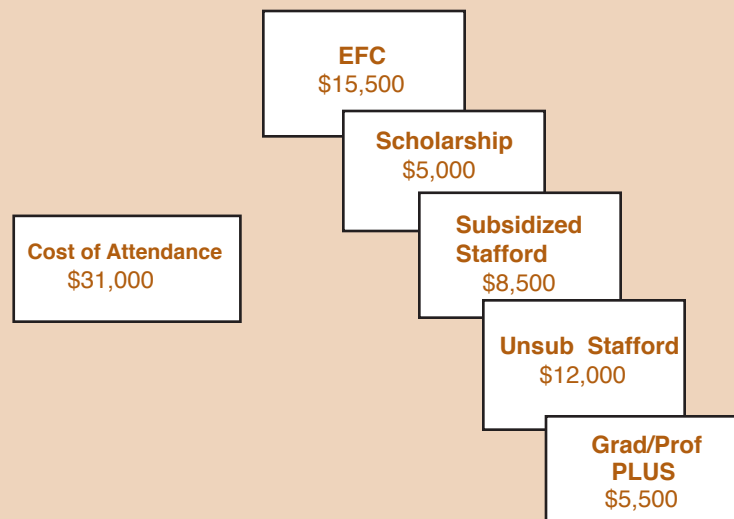 EFC
$15,500
Scholarship
$5,000
Subsidized
Stafford
$8,500
Cost of Attendance
$31,000
Unsub Stafford
$12,000
Grad/Prof
PLUS
$5,500